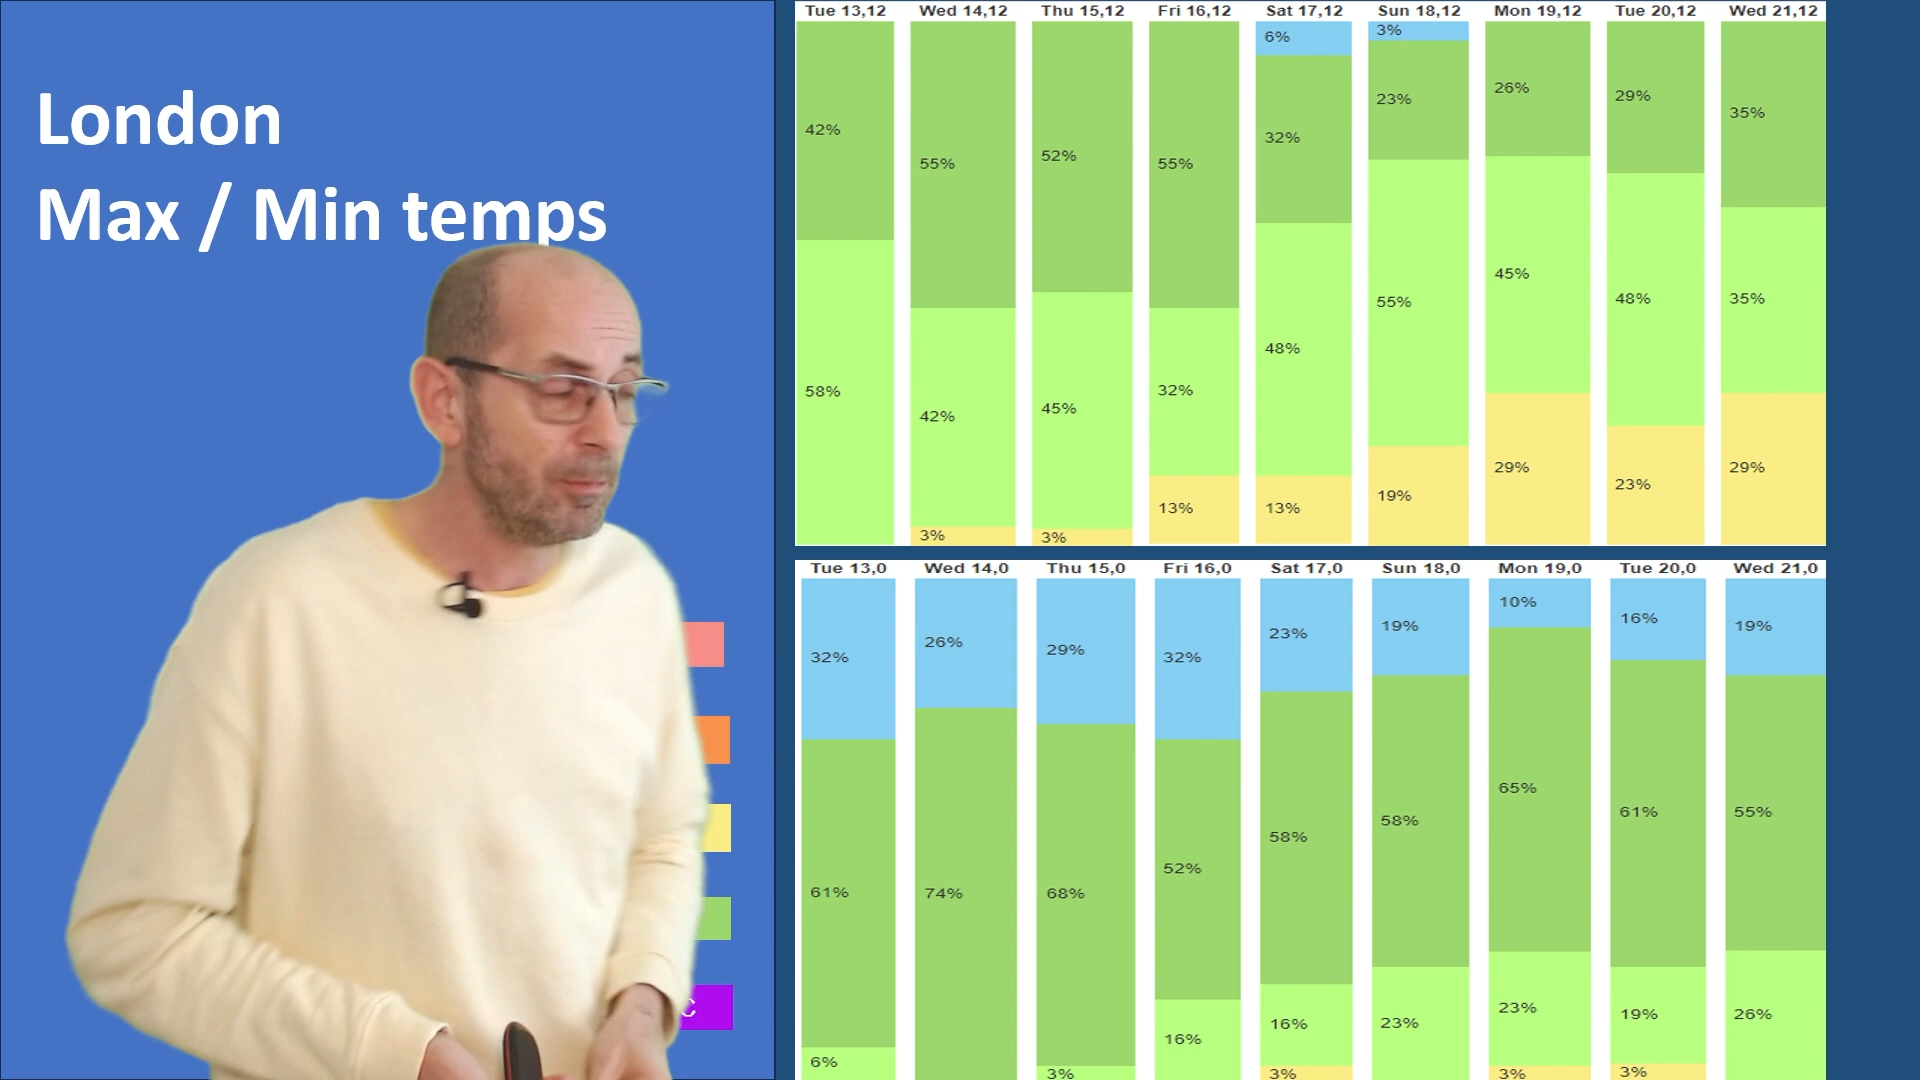 London
Max / Min temps
Tue 13,12 Wed 14,12 Thu 15,12 Fri 16,12 Sat 17,12 Sun 18,12 Mon 19,12 Tue 20,12 Wed 21,12
42% 55% 52% 55% 6% 3% 26% 29% 35%
32% 23%
58% 42% 45% 32% 48% 55% 45% 48% 35%
3% 3% 13% 13% 19% 29% 23% 29%
Tue 13,0 Wed 14,0 Thu 15,0 Fri 16,0 Sat 17,0 Sun 18,0 Mon 19,0 Tue 20,0 Wed 21,0
32% 26% 29% 32% 23% 19% 10% 16% 19%
61% 74% 68% 52% 58% 58% 65% 61% 55%
6% 3% 16% 16% 23% 23% 19% 26%
3% 3% 3%